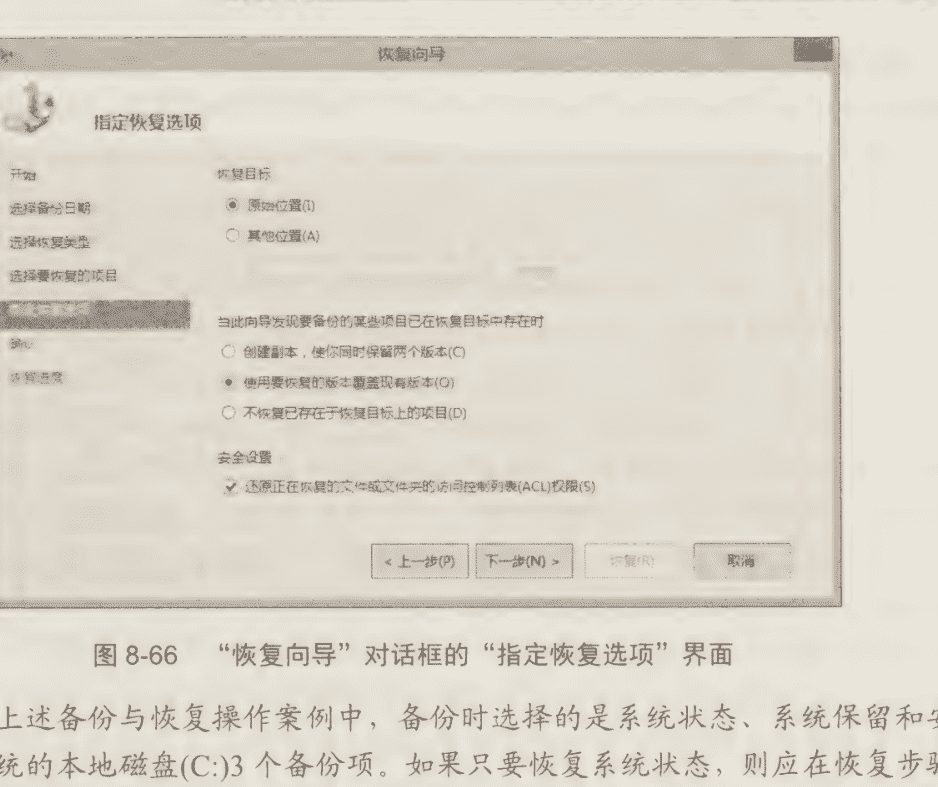 恢复向导
指定恢复选项
开始
选择备份日期
选择恢复类型
选择要恢复的项目
恢复进度
恢复目标
原始位置(I)
其他位置(A)
当此向导发现要备份的某些项目已在恢复目标中存在时
创建副本，使你同时保留两个版本(C)
使用要恢复的版本覆盖现有版本(O)
不恢复已存在于恢复目标上的项目(D)
安全设置
还原正在恢复的文件或文件夹的访问控制列表(ACL)权限(S)
< 上一步(P) 下一步(N) > 恢复(R) 取消
图 8-66 “恢复向导”对话框的“指定恢复选项”界面
上述备份与恢复操作案例中，备份时选择的是系统状态、系统保留和安
统的本地磁盘(C:)3 个备份项。如果只要恢复系统状态，则应在恢复步骤